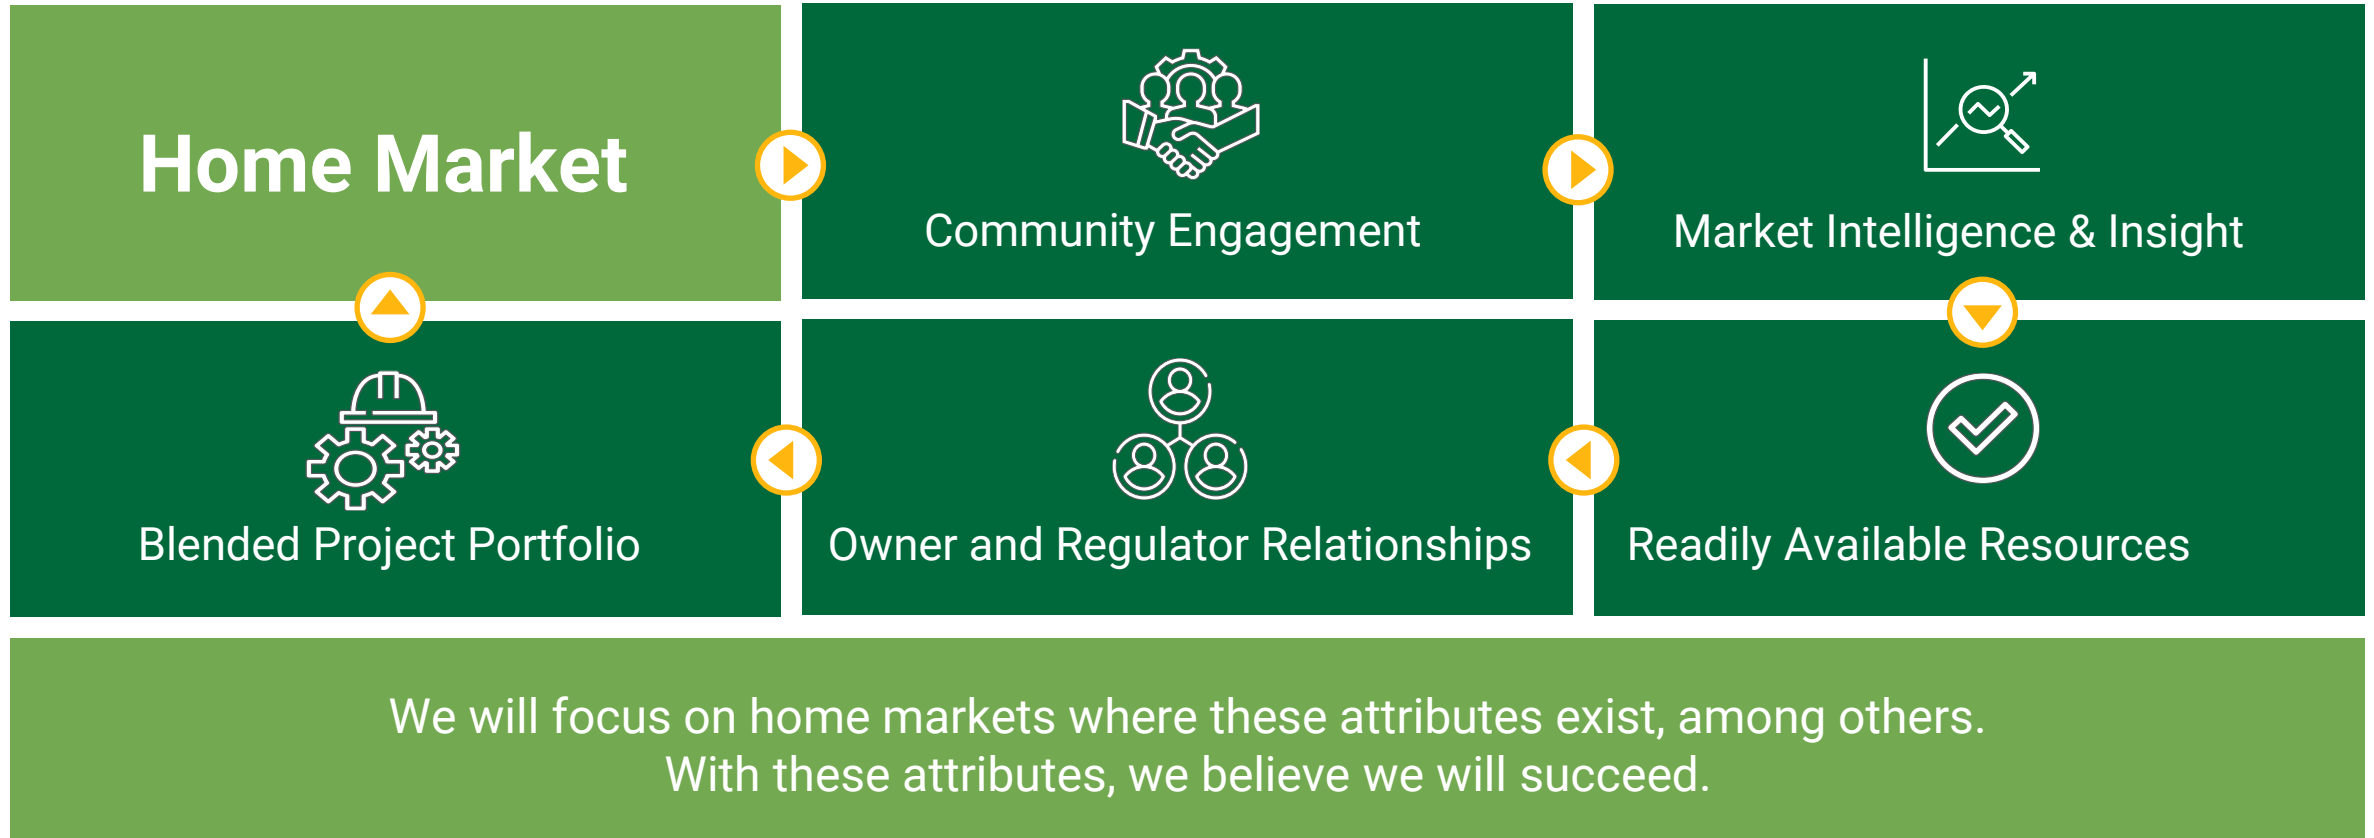 Home Market
Community Engagement
Market Intelligence & Insight
Blended Project Portfolio
Owner and Regulator Relationships
Readily Available Resources
We will focus on home markets where these attributes exist, among others.
With these attributes, we believe we will succeed.